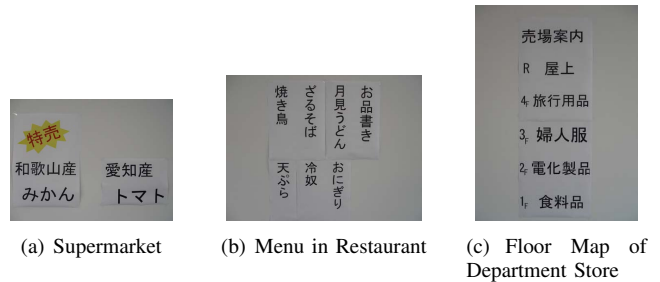 特売
和歌山産
みかん
愛知産
トマト
(a) Supermarket
お品書き
月見うどん
ざるそば
焼き鳥
おにぎり
冷奴
天ぷら
(b) Menu in Restaurant
売場案内
R 屋上
4F 旅行用品
3F 婦人服
2F 電化製品
1F 食料品
(c) Floor Map of
Department Store